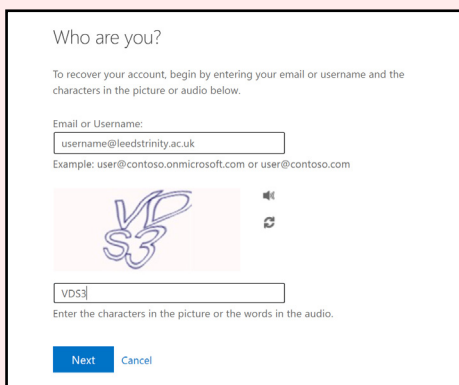 Who are you?
To recover your account, begin by entering your email or username and the
characters in the picture or audio below.
Email or Username:
username@leedstrinity.ac.uk
Example: user@contoso.onmicrosoft.com or user@contoso.com
VD
S3
VDS3
Enter the characters in the picture or the words in the audio.
Next Cancel